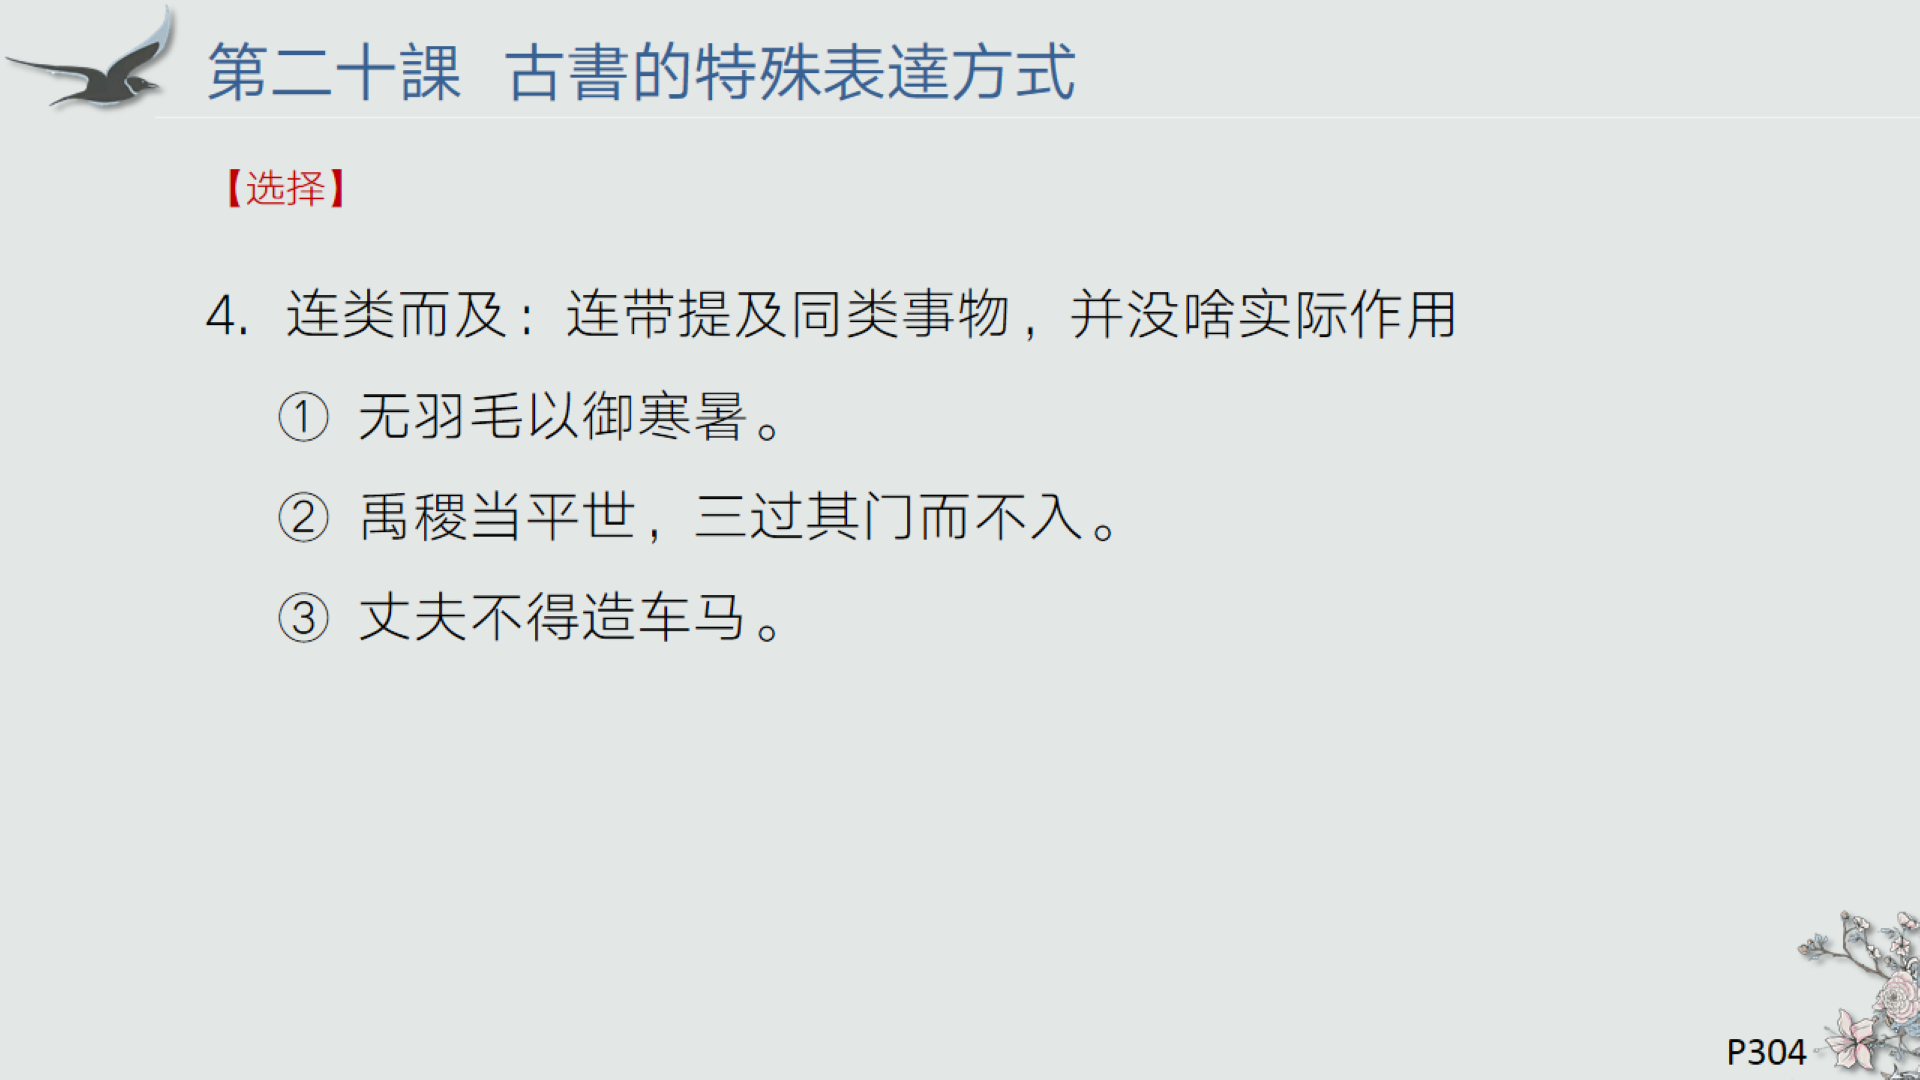 第二十課 古書的特殊表達方式
【选择】
4. 连类而及：连带提及同类事物，并没啥实际作用
① 无羽毛以御寒暑。
② 禹稷当平世，三过其门而不入。
③ 丈夫不得造车马。
P304